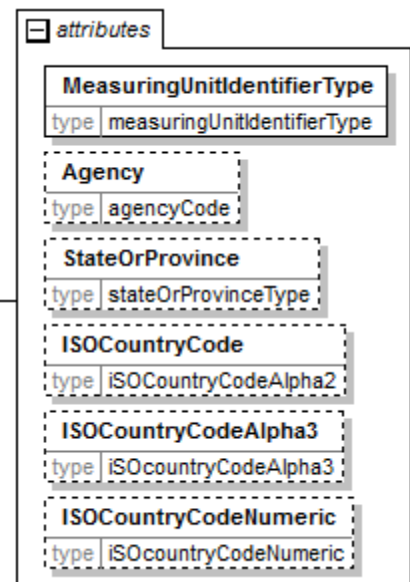 attributes
MeasuringUnitIdentifierType
type measuringUnitIdentifierType
Agency
type agencyCode
StateOrProvince
type stateOrProvinceType
ISOCountryCode
type iSOCountryCodeAlpha2
ISOCountryCodeAlpha3
type iSOcountryCodeAlpha3
ISOCountryCodeNumeric
type iSOcountryCodeNumeric